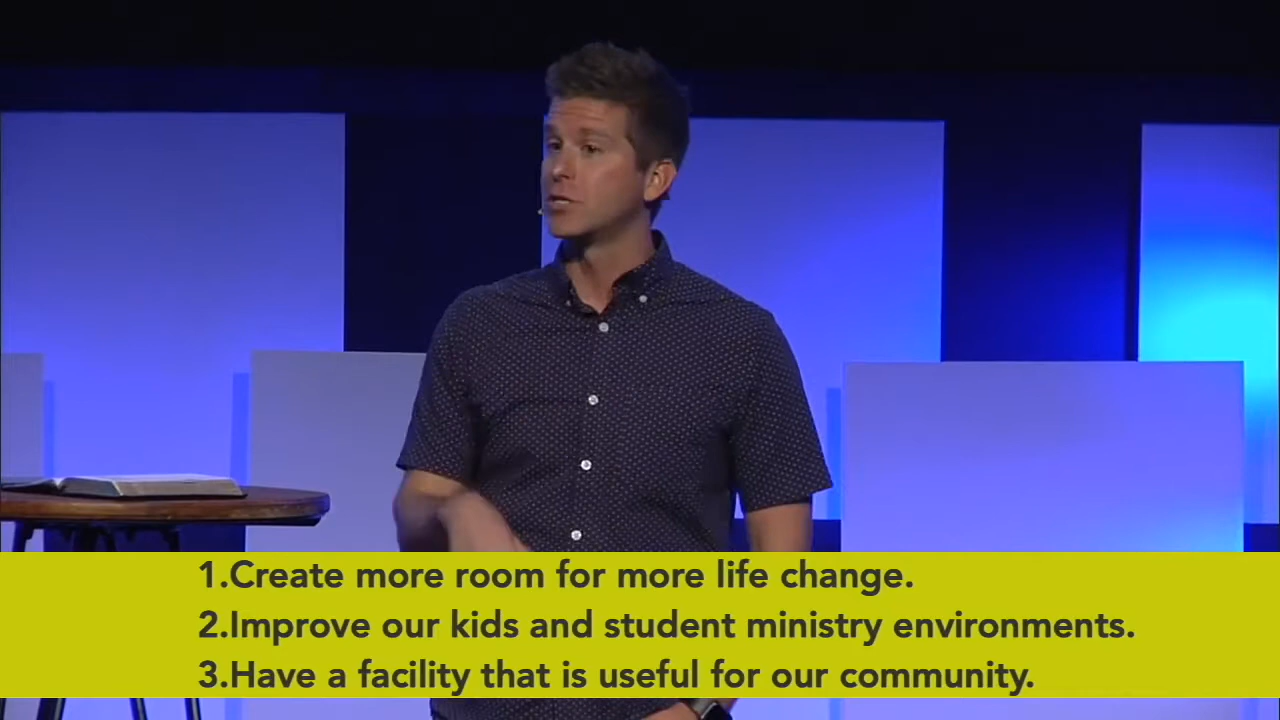 1.Create more room for more life change.
2.Improve our kids and student ministry environments.
3.Have a facility that is useful for our community.